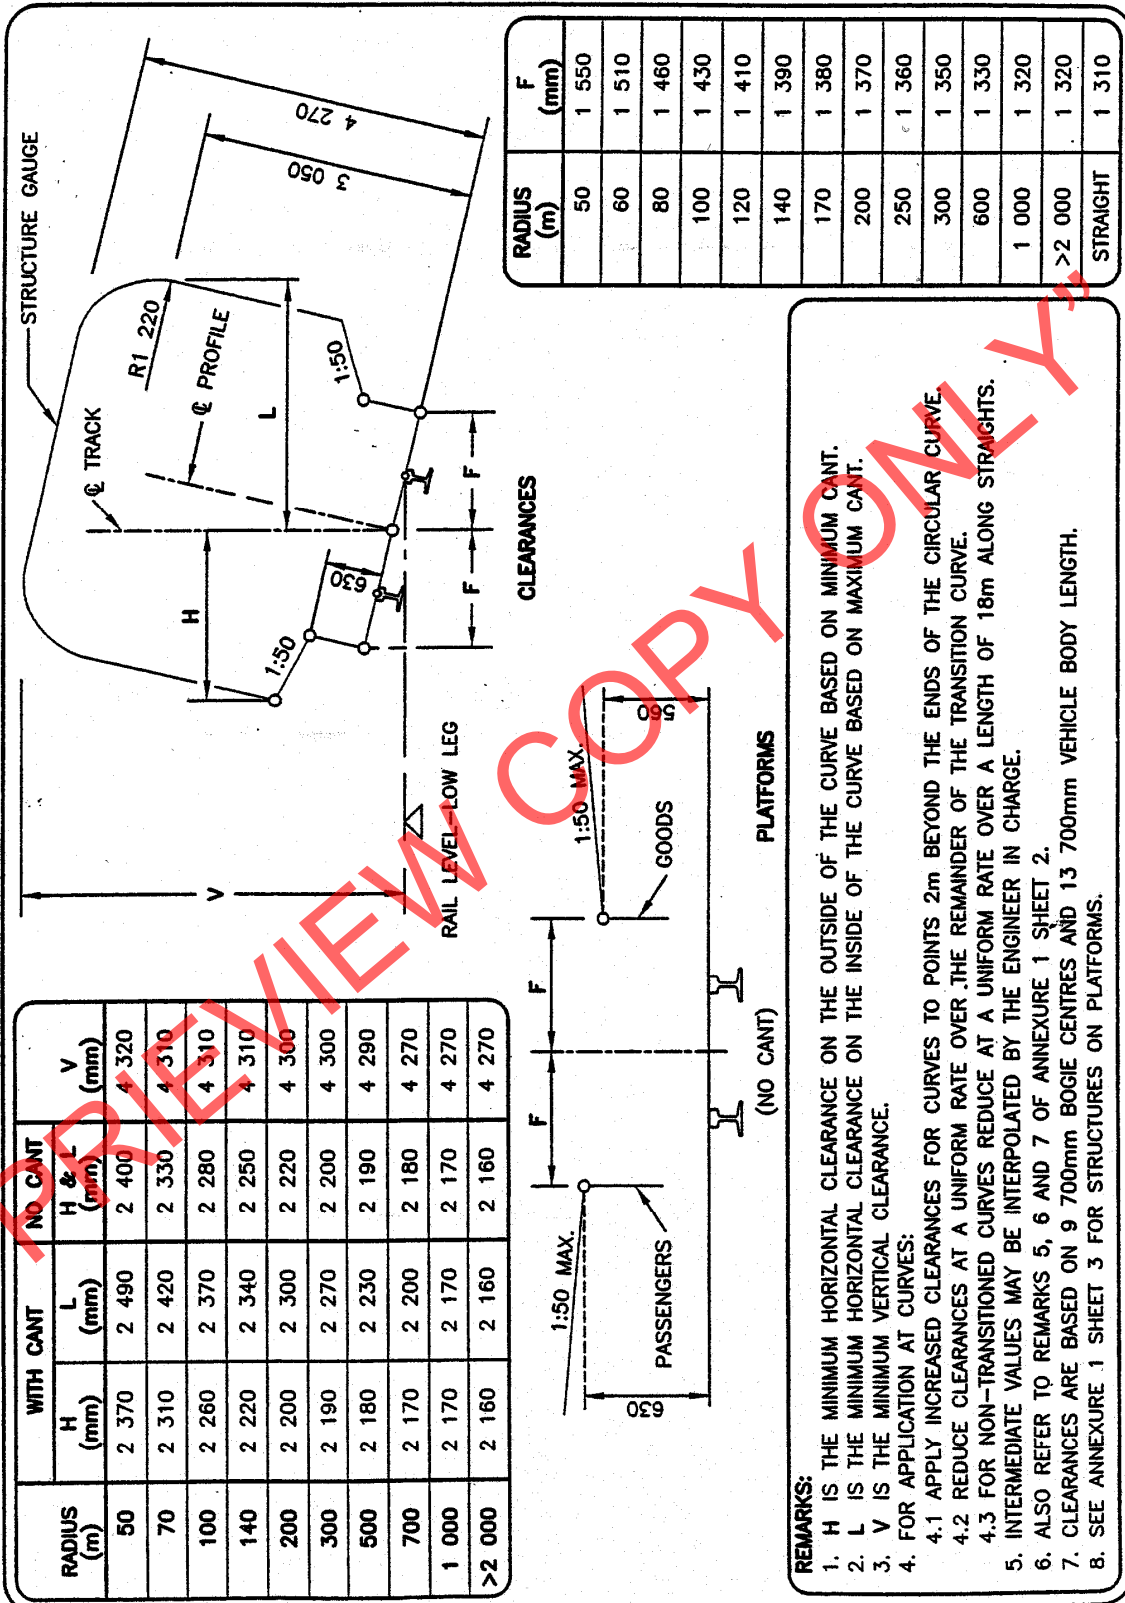 WITH CANT NO CANT
RADIUS (m) H (mm) L (mm) H & L (mm) V (mm)
50 2 370 2 490 2 400 4 320
70 2 310 2 420 2 330 4 310
100 2 260 2 370 2 280 4 310
140 2 220 2 340 2 250 4 310
200 2 200 2 300 2 220 4 300
300 2 190 2 270 2 200 4 300
500 2 180 2 230 2 190 4 290
700 2 170 2 200 2 180 4 270
1 000 2 170 2 170 2 170 4 270
>2 000 2 160 2 160 2 160 4 270
STRUCTURE GAUGE
℄ TRACK
℄ PROFILE
R1 220
4 270
3 050
H
L
V
1:50
1:50
630
F
F
RAIL LEVEL-LOW LEG
CLEARANCES
1:50 MAX.
1:50 MAX.
F
F
630
560
PASSENGERS
GOODS
(NO CANT)
PLATFORMS
RADIUS (m) F (mm)
50 1 550
60 1 510
80 1 460
100 1 430
120 1 410
140 1 390
170 1 380
200 1 370
250 1 360
300 1 350
600 1 330
1 000 1 320
>2 000 1 320
STRAIGHT 1 310
REMARKS:
1. H IS THE MINIMUM HORIZONTAL CLEARANCE ON THE OUTSIDE OF THE CURVE BASED ON MINIMUM CANT.
2. L IS THE MINIMUM HORIZONTAL CLEARANCE ON THE INSIDE OF THE CURVE BASED ON MAXIMUM CANT.
3. V IS THE MINIMUM VERTICAL CLEARANCE.
4. FOR APPLICATION AT CURVES:
4.1 APPLY INCREASED CLEARANCES FOR CURVES TO POINTS 2m BEYOND THE ENDS OF THE CIRCULAR CURVE.
4.2 REDUCE CLEARANCES AT A UNIFORM RATE OVER THE REMAINDER OF THE TRANSITION CURVE.
4.3 FOR NON-TRANSITIONED CURVES REDUCE AT A UNIFORM RATE OVER A LENGTH OF 18m ALONG STRAIGHTS.
5. INTERMEDIATE VALUES MAY BE INTERPOLATED BY THE ENGINEER IN CHARGE.
6. ALSO REFER TO REMARKS 5, 6 AND 7 OF ANNEXURE 1 SHEET 2.
7. CLEARANCES ARE BASED ON 9 700mm BOGIE CENTRES AND 13 700mm VEHICLE BODY LENGTH.
8. SEE ANNEXURE 1 SHEET 3 FOR STRUCTURES ON PLATFORMS.
PRIEVIEW COPY ONLY”